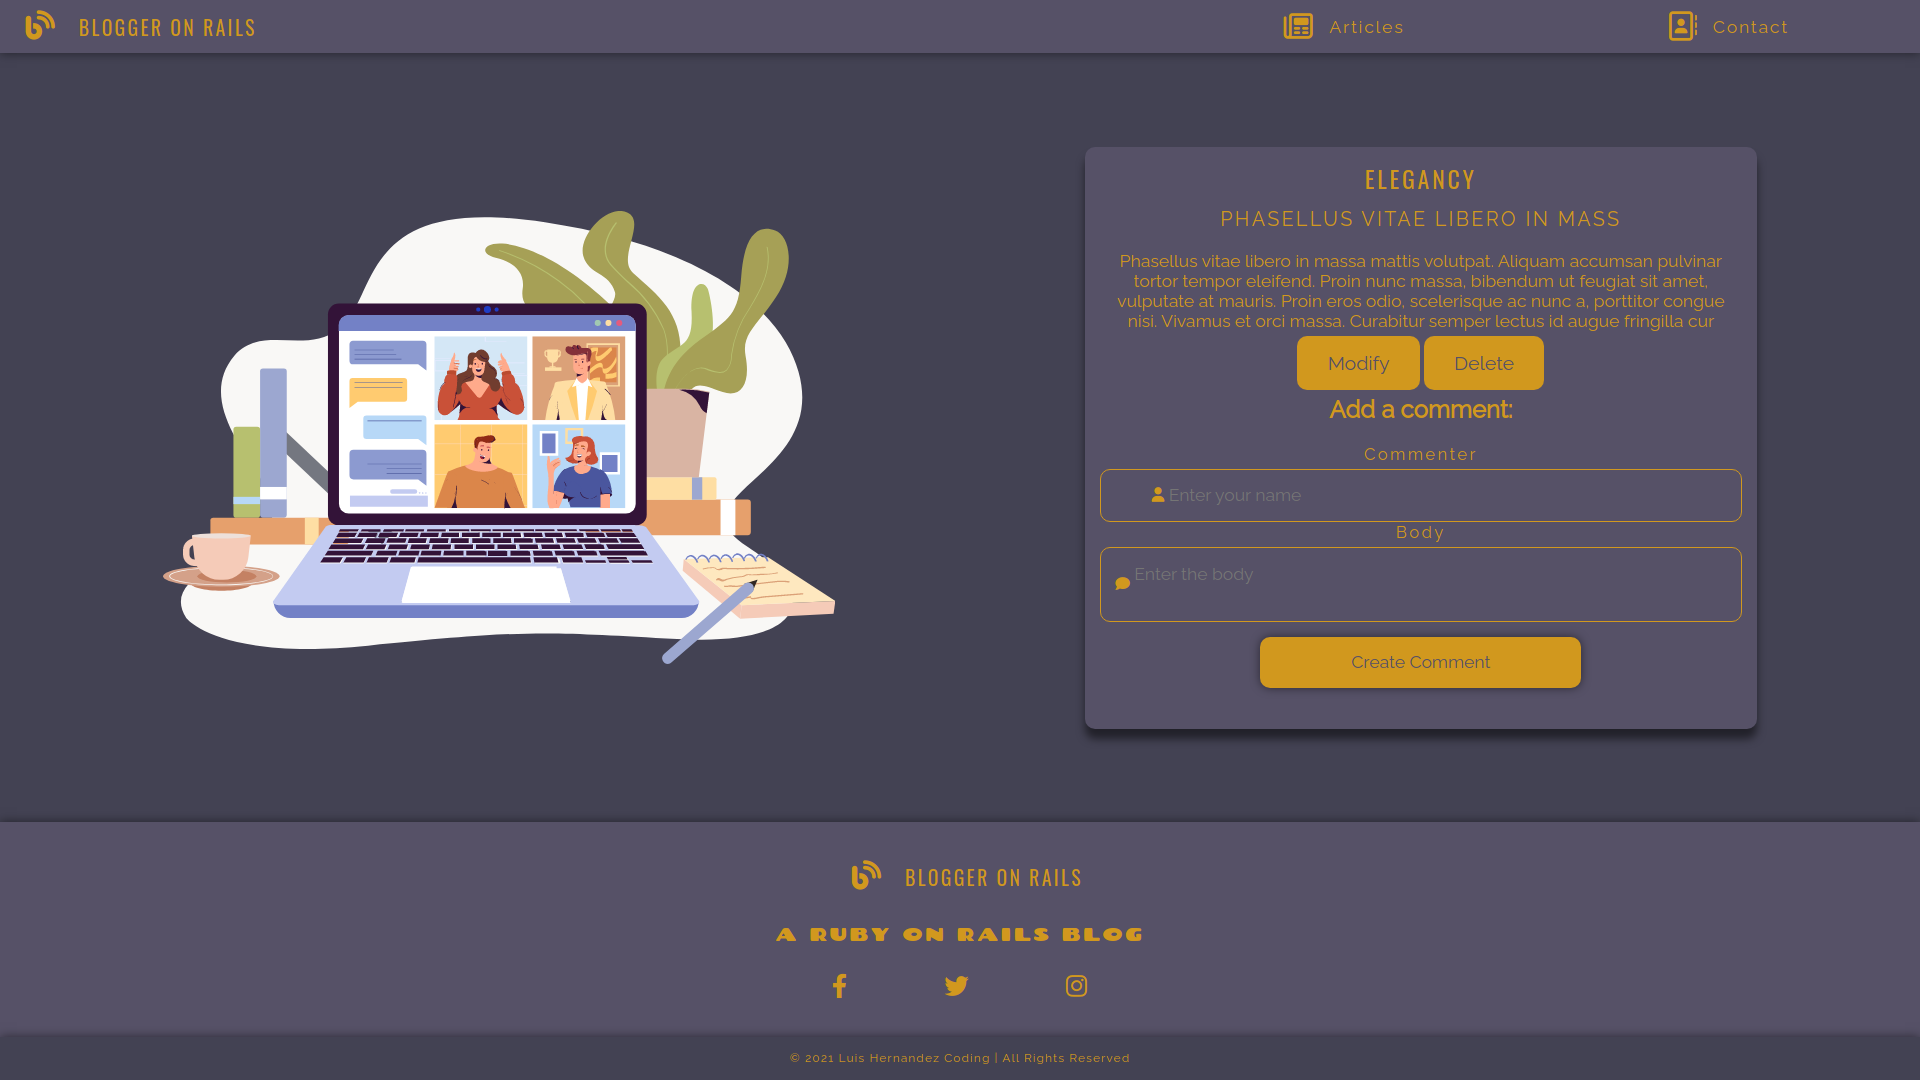 BLOGGER ON RAILS
Articles
Contact
ELEGANCY
PHASELLUS VITAE LIBERO IN MASS
Phasellus vitae libero in massa mattis volutpat. Aliquam accumsan pulvinar
tortor tempor eleifend. Proin nunc massa, bibendum ut feugiat sit amet,
vulputate at mauris. Proin eros odio, scelerisque ac nunc a, porttitor congue
nisi. Vivamus et orci massa. Curabitur semper lectus id augue fringilla cur
Modify
Delete
Add a comment:
Commenter
Enter your name
Body
Enter the body
Create Comment
BLOGGER ON RAILS
A RUBY ON RAILS BLOG
© 2021 Luis Hernandez Coding | All Rights Reserved